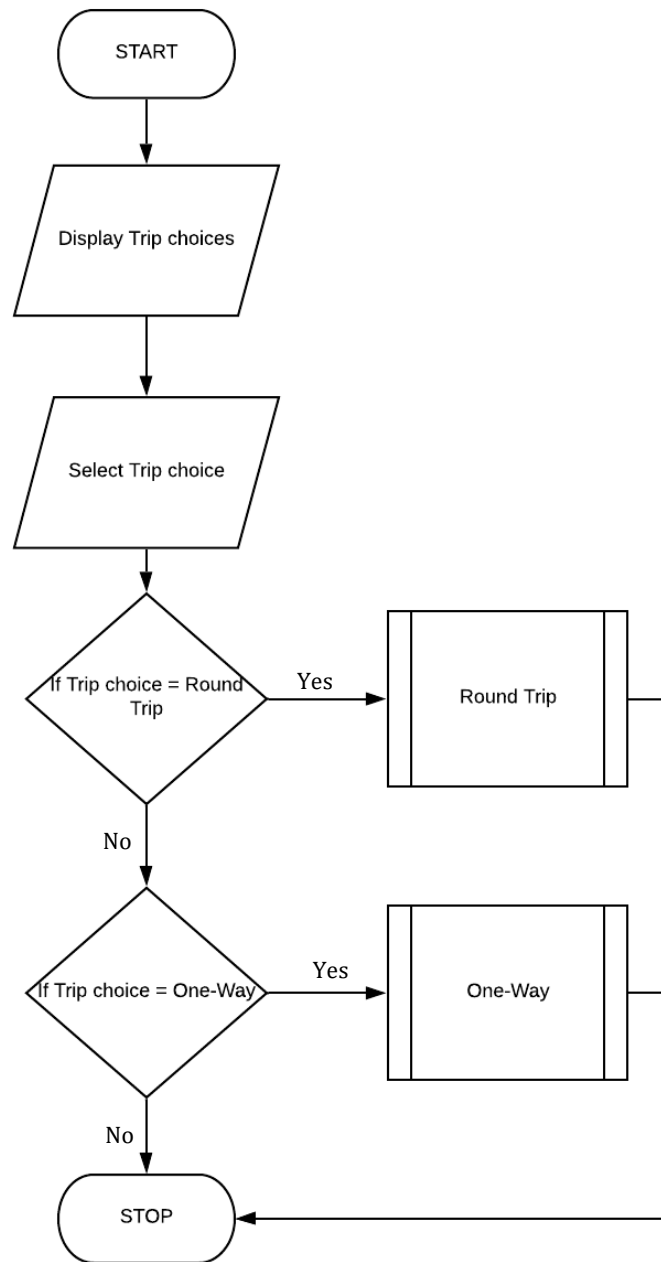 START
Display Trip choices
Select Trip choice
If Trip choice = Round
Trip
Yes
Round Trip
No
If Trip choice = One-Way
Yes
One-Way
No
STOP